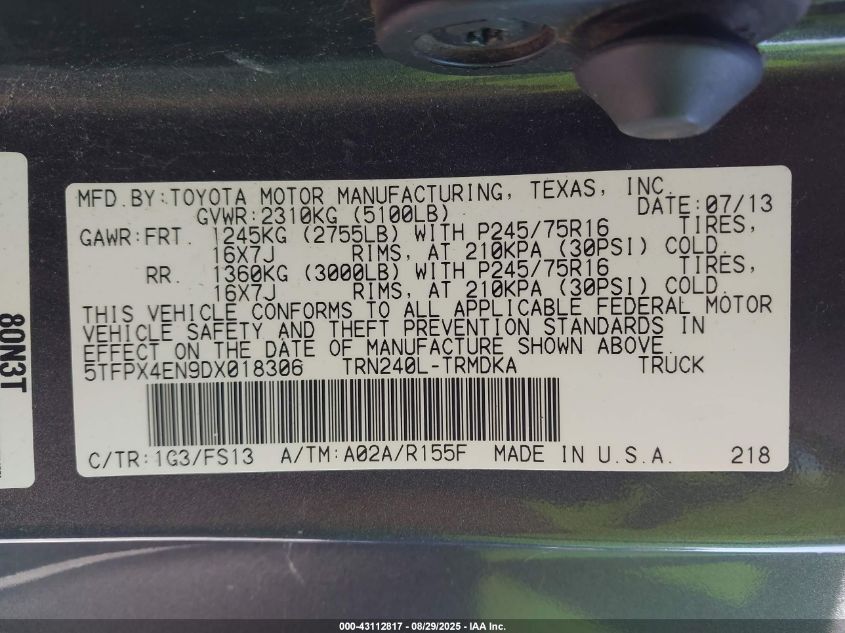 MFD. BY: TOYOTA MOTOR MANUFACTURING, TEXAS, INC.
GVWR: 2310KG (5100LB) DATE: 07/13
GAWR: FRT. 1245KG (2755LB) WITH P245/75R16 TIRES,
16X7J RIMS, AT 210KPA (30PSI) COLD.
RR. 1360KG (3000LB) WITH P245/75R16 TIRES,
16X7J RIMS, AT 210KPA (30PSI) COLD.
THIS VEHICLE CONFORMS TO ALL APPLICABLE FEDERAL MOTOR
VEHICLE SAFETY AND THEFT PREVENTION STANDARDS IN
EFFECT ON THE DATE OF MANUFACTURE SHOWN ABOVE.
5TFPX4EN9DX018306 TRN240L-TRMDKA TRUCK
C/TR: 1G3/FS13 A/TM: A02A/R155F MADE IN U.S.A. 218
80N3T
000-43112817 - 08/29/2025 - IAA Inc.